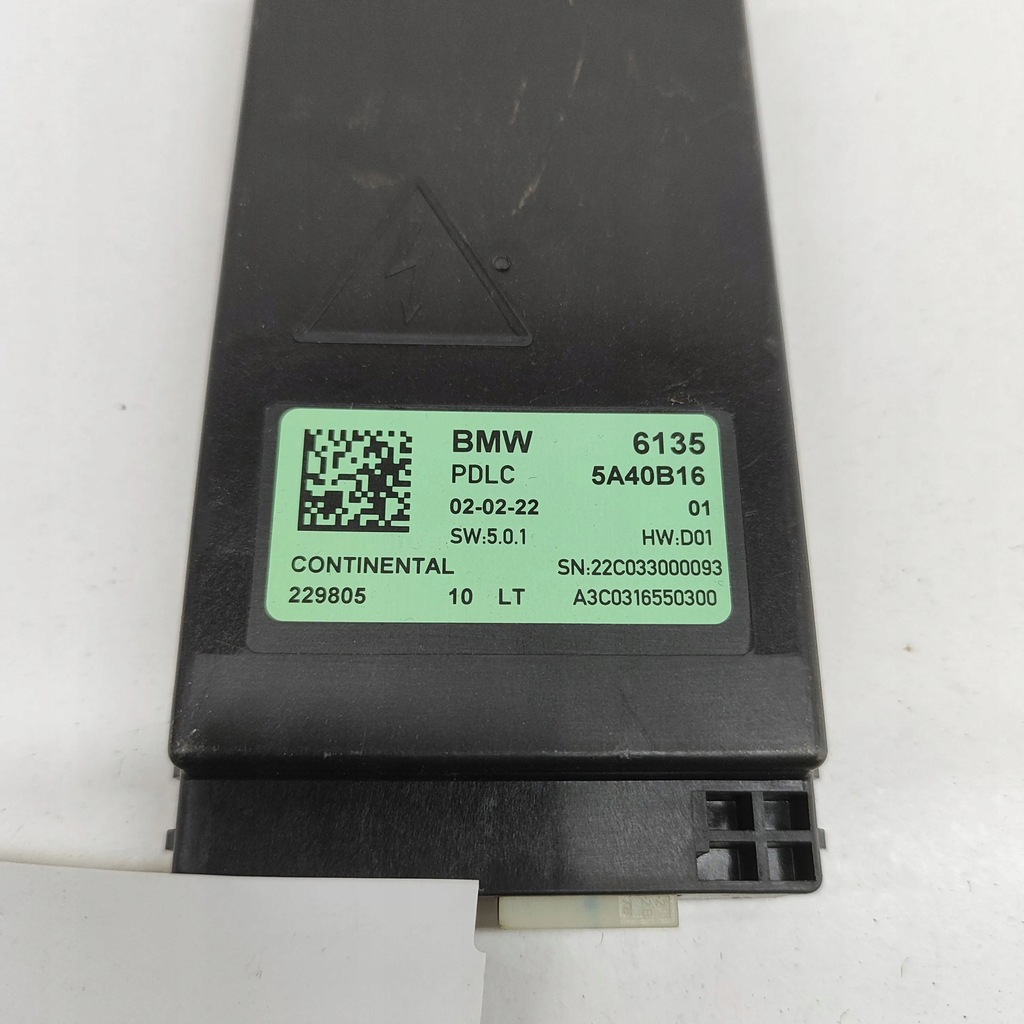 BMW 6135
PDLC 5A40B16
02-02-22 01
SW:5.0.1 HW:D01
CONTINENTAL SN:22C033000093
229805 10 LT A3C0316550300